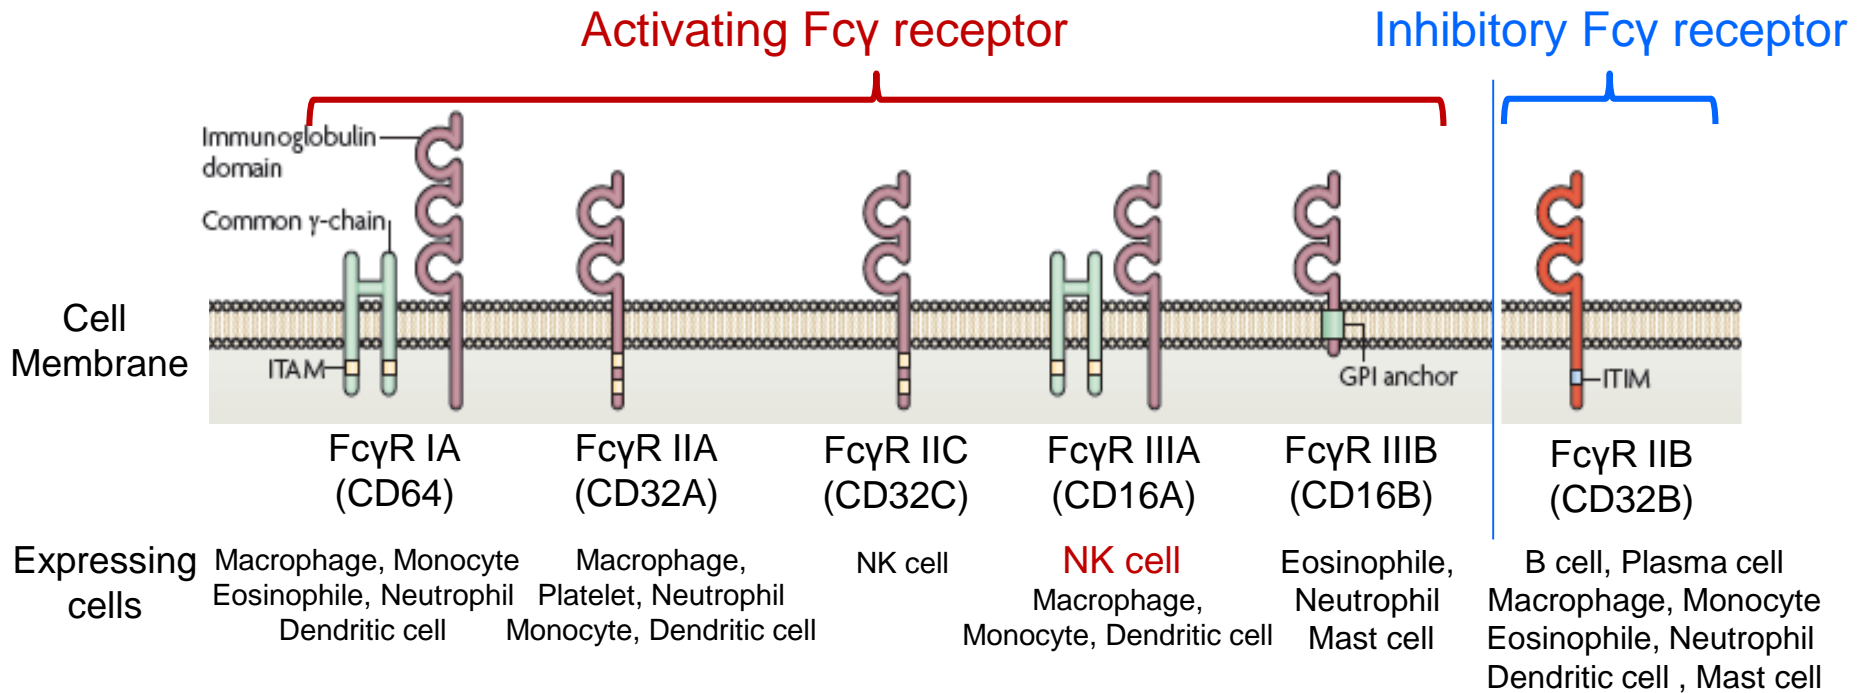 Activating Fcγ receptor
Inhibitory Fcγ receptor
Immunoglobulin
domain
Common γ-chain
Cell
Membrane
ITAM
GPI anchor
ITIM
FcγR IA
(CD64)
FcγR IIA
(CD32A)
FcγR IIC
(CD32C)
FcγR IIIA
(CD16A)
FcγR IIIB
(CD16B)
FcγR IIB
(CD32B)
Expressing
cells
Macrophage, Monocyte
Eosinophile, Neutrophil
Dendritic cell
Macrophage,
Platelet, Neutrophil
Monocyte, Dendritic cell
NK cell
NK cell
Macrophage,
Monocyte, Dendritic cell
Eosinophile,
Neutrophil
Mast cell
B cell, Plasma cell
Macrophage, Monocyte
Eosinophile, Neutrophil
Dendritic cell , Mast cell